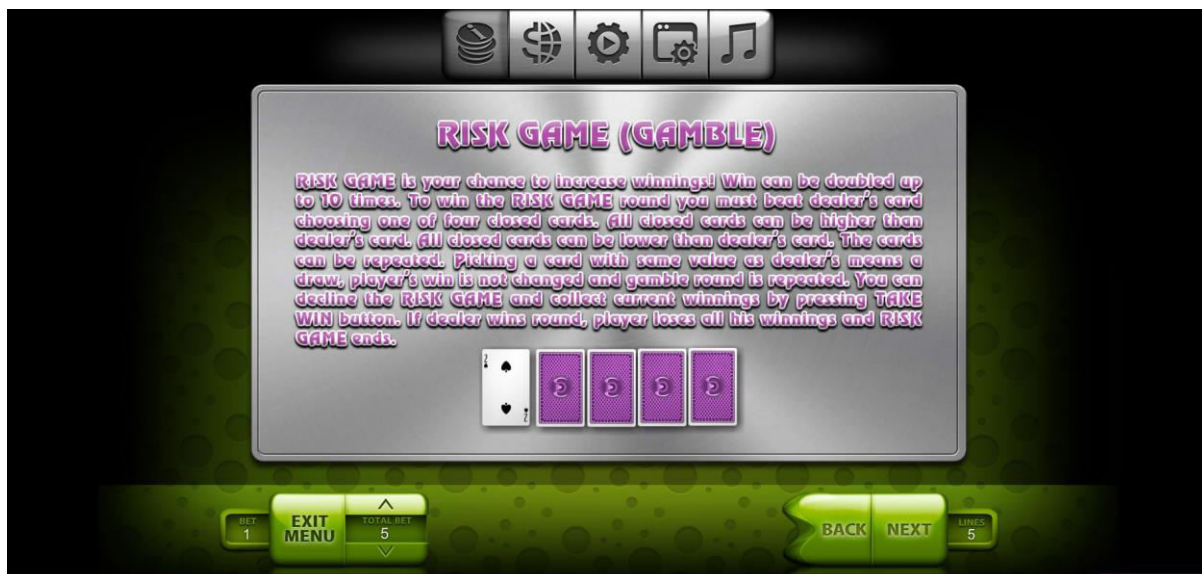 RISK GAME (GAMBLE)
RISK GAME is your chance to increase winnings! Win can be doubled up
to 10 times. To win the RISK GAME round you must beat dealer's card
choosing one of four closed cards. All closed cards can be higher than
dealer's card. All closed cards can be lower than dealer's card. The cards
can be repeated. Picking a card with same value as dealer's means a
draw, player's win is not changed and gamble round is repeated. You can
decline the RISK GAME and collect current winnings by pressing TAKE
WIN button. If dealer wins round, player loses all his winnings and RISK
GAME ends.
2
2
BET
1
EXIT
MENU
TOTAL BET
5
BACK
NEXT
LINES
5